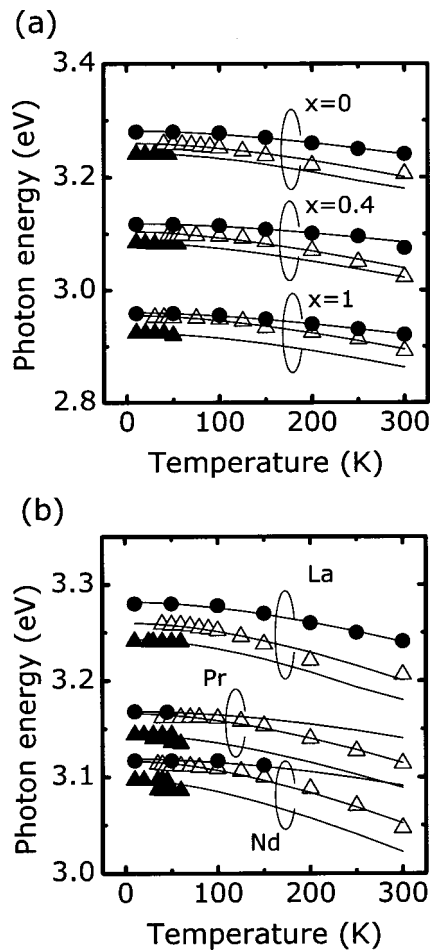 (a)
3.4
x=0
3.2
x=0.4
3.0
x=1
2.8
Photon energy (eV)
0 100 200 300
Temperature (K)
(b)
3.3
La
3.2
Pr
3.1
Nd
3.0
Photon energy (eV)
0 100 200 300
Temperature (K)